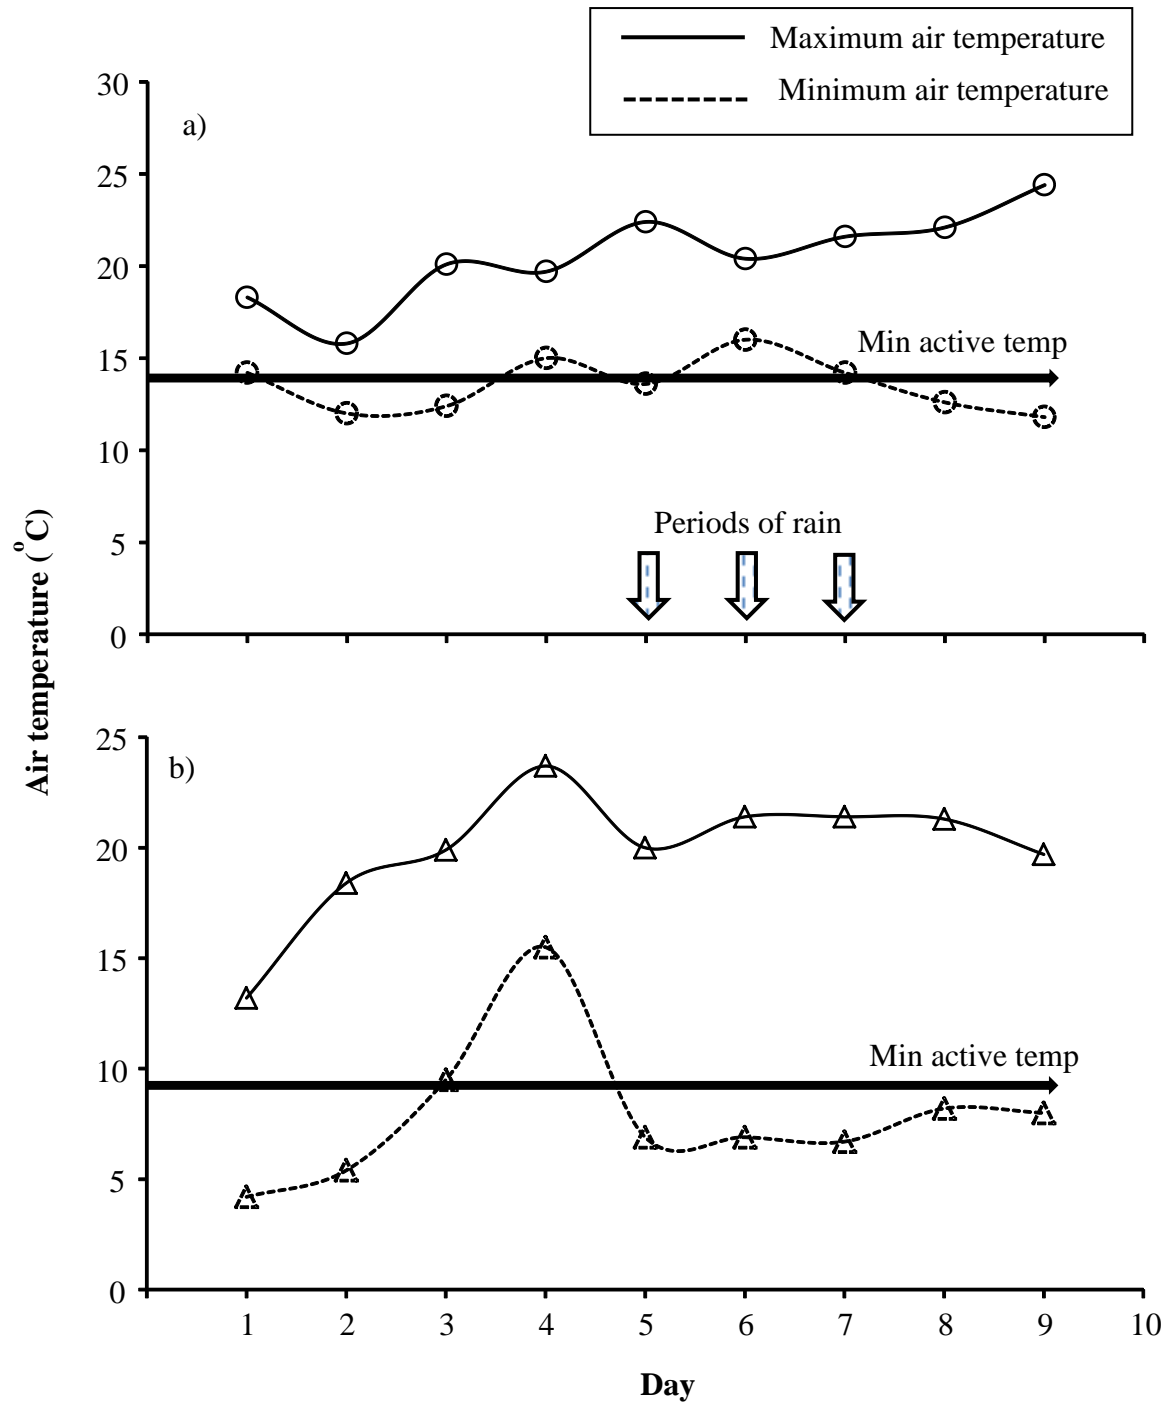 Maximum air temperature
Minimum air temperature
30
a)
25
20
15
Min active temp
10
Periods of rain
5
0
Air temperature (°C)
25
b)
20
15
10
Min active temp
5
0
1 2 3 4 5 6 7 8 9 10
Day